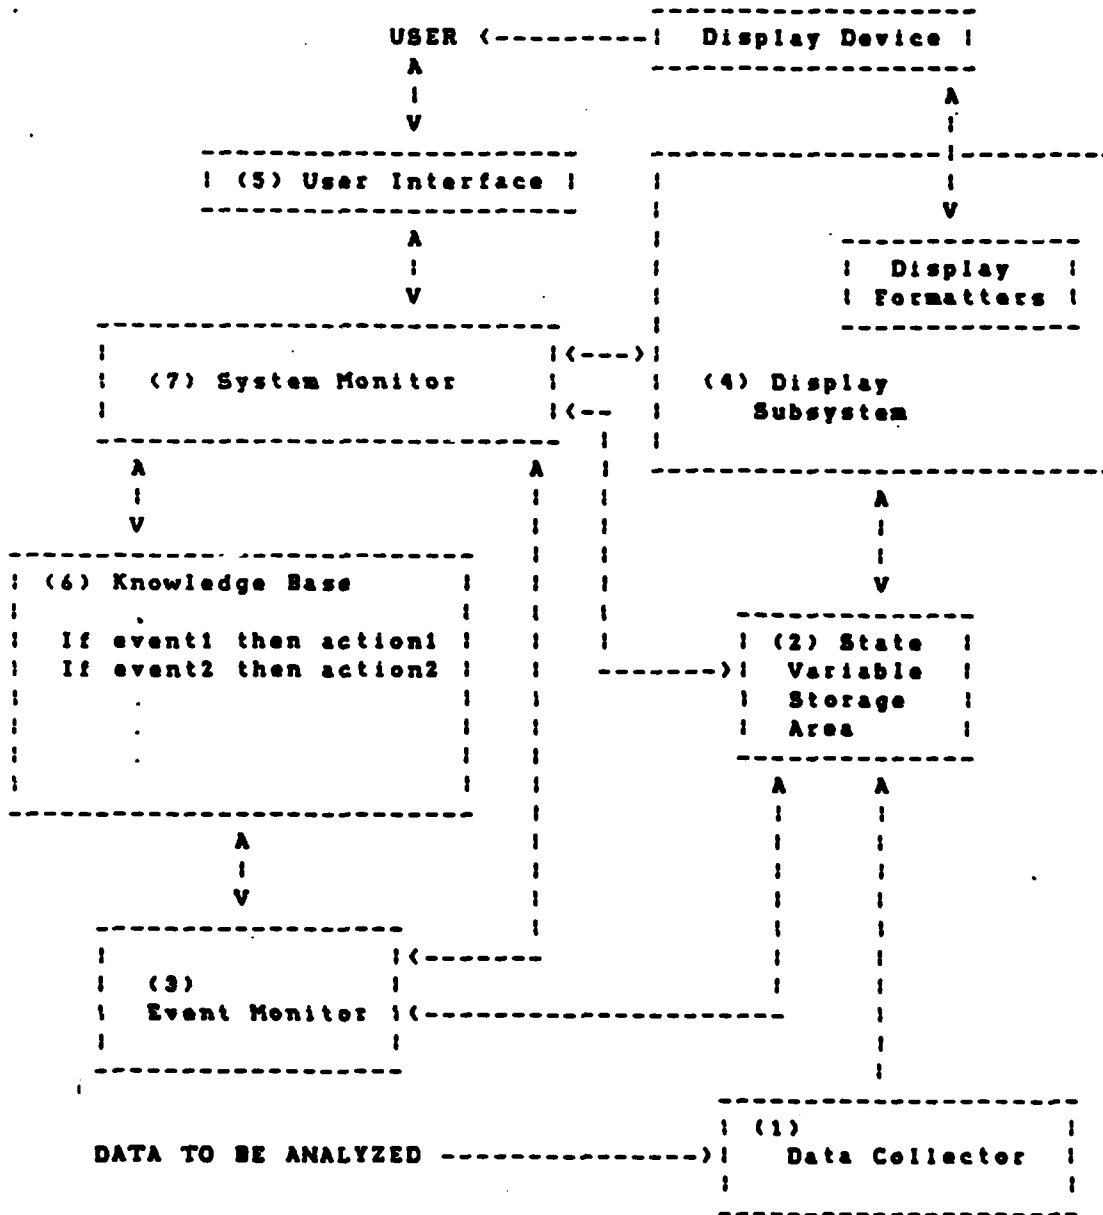 USER
Display Device
(5) User Interface
Display
Formatters
(7) System Monitor
(4) Display
Subsystem
(6) Knowledge Base
If event1 then action1
If event2 then action2
.
.
.
(2) State
Variable
Storage
Area
(3)
Event Monitor
(1)
DATA TO BE ANALYZED
Data Collector